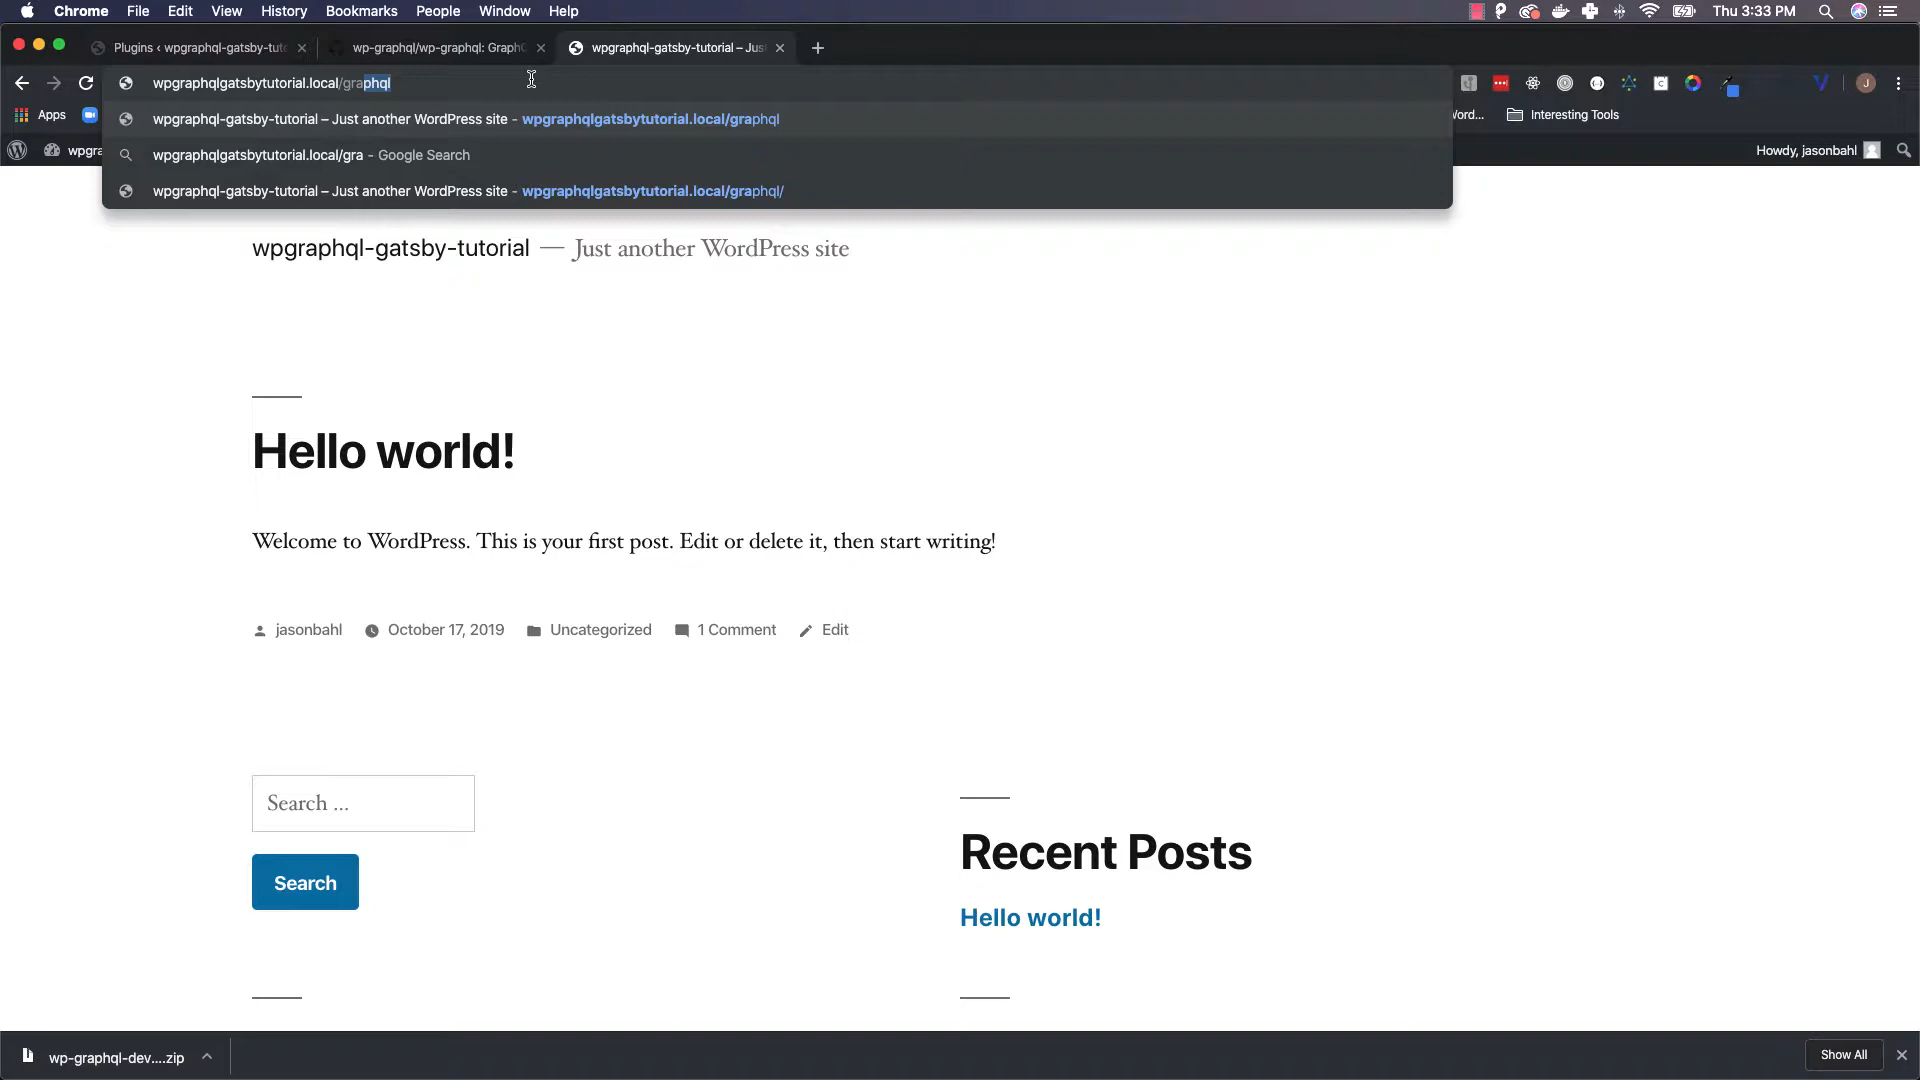 Chrome File Edit View History Bookmarks People Window Help Thu 3:33 PM
Plugins ‹ wpgraphql-gatsby-tut
wp-graphql/wp-graphql: GraphQ
wpgraphql-gatsby-tutorial – Jus
wpgraphqlgatsbytutorial.local/graphql
J
Apps
wpgraphql-gatsby-tutorial – Just another WordPress site - wpgraphqlgatsbytutorial.local/graphql
Word...
Interesting Tools
wpgra
wpgraphqlgatsbytutorial.local/gra - Google Search
Howdy, jasonbahl
wpgraphql-gatsby-tutorial – Just another WordPress site - wpgraphqlgatsbytutorial.local/graphql/
wpgraphql-gatsby-tutorial — Just another WordPress site
Hello world!
Welcome to WordPress. This is your first post. Edit or delete it, then start writing!
jasonbahl October 17, 2019 Uncategorized 1 Comment Edit
Search ...
Search
Recent Posts
Hello world!
wp-graphql-dev....zip
Show All